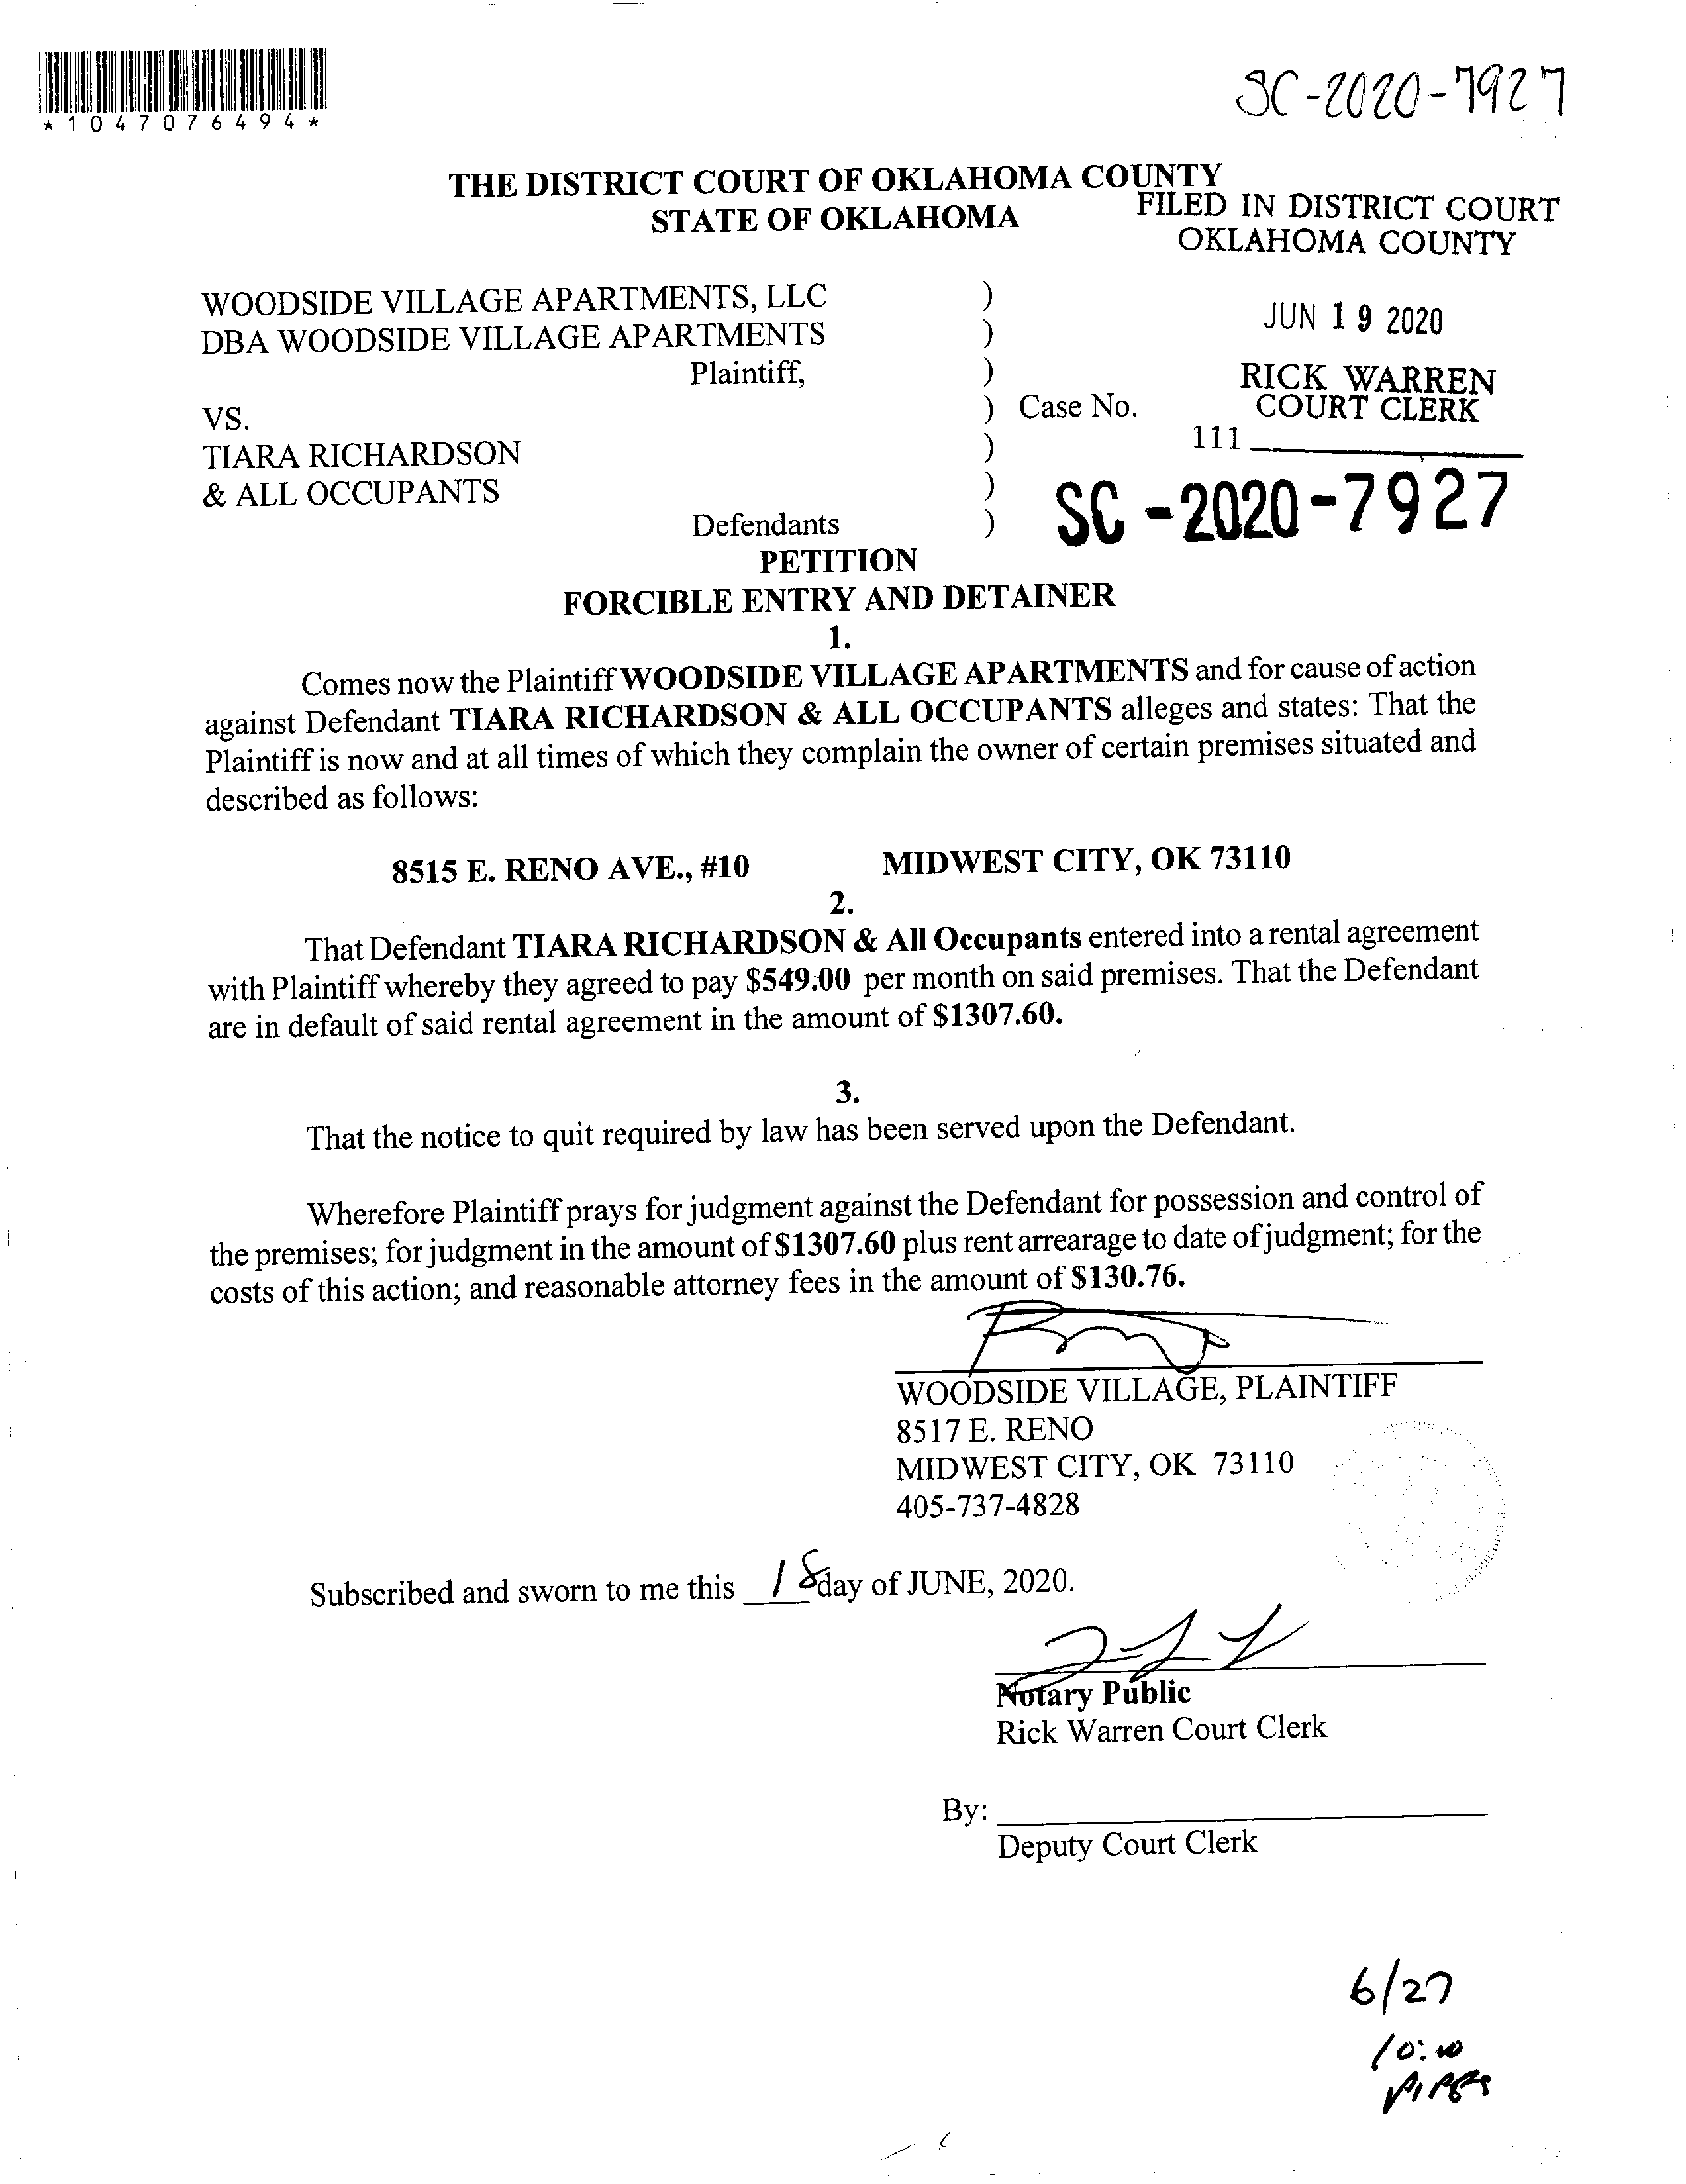 *1047076494*
SC-2020-7927
THE DISTRICT COURT OF OKLAHOMA COUNTY
STATE OF OKLAHOMA
FILED IN DISTRICT COURT
OKLAHOMA COUNTY
JUN 19 2020
RICK WARREN
COURT CLERK
111
WOODSIDE VILLAGE APARTMENTS, LLC )
DBA WOODSIDE VILLAGE APARTMENTS )
Plaintiff, )
VS. ) Case No.
TIARA RICHARDSON )
& ALL OCCUPANTS )
Defendants )
SC-2020-7927
PETITION
FORCIBLE ENTRY AND DETAINER
1.
Comes now the Plaintiff WOODSIDE VILLAGE APARTMENTS and for cause of action
against Defendant TIARA RICHARDSON & ALL OCCUPANTS alleges and states: That the
Plaintiff is now and at all times of which they complain the owner of certain premises situated and
described as follows:
8515 E. RENO AVE., #10 MIDWEST CITY, OK 73110
2.
That Defendant TIARA RICHARDSON & All Occupants entered into a rental agreement
with Plaintiff whereby they agreed to pay $549.00 per month on said premises. That the Defendant
are in default of said rental agreement in the amount of $1307.60.
3.
That the notice to quit required by law has been served upon the Defendant.
Wherefore Plaintiff prays for judgment against the Defendant for possession and control of
the premises; for judgment in the amount of $1307.60 plus rent arrearage to date of judgment; for the
costs of this action; and reasonable attorney fees in the amount of $130.76.
WOODSIDE VILLAGE, PLAINTIFF
8517 E. RENO
MIDWEST CITY, OK 73110
405-737-4828
Subscribed and sworn to me this 18 day of JUNE, 2020.
Notary Public
Rick Warren Court Clerk
By:
Deputy Court Clerk
6/27